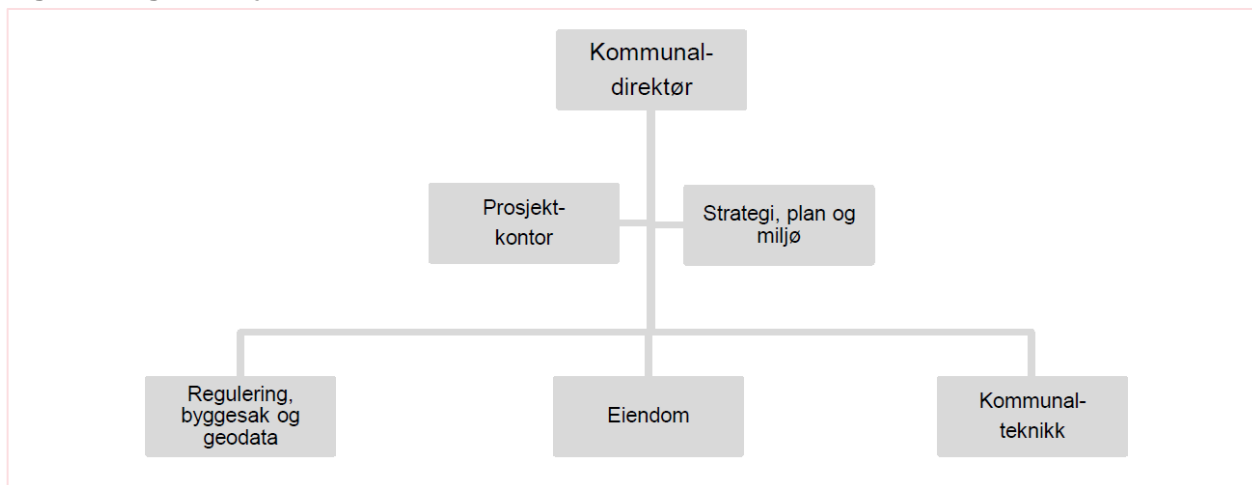 Kommunal-
direktør
Prosjekt-
kontor
Strategi, plan og
miljø
Regulering,
byggesak og
geodata
Eiendom
Kommunal-
teknikk